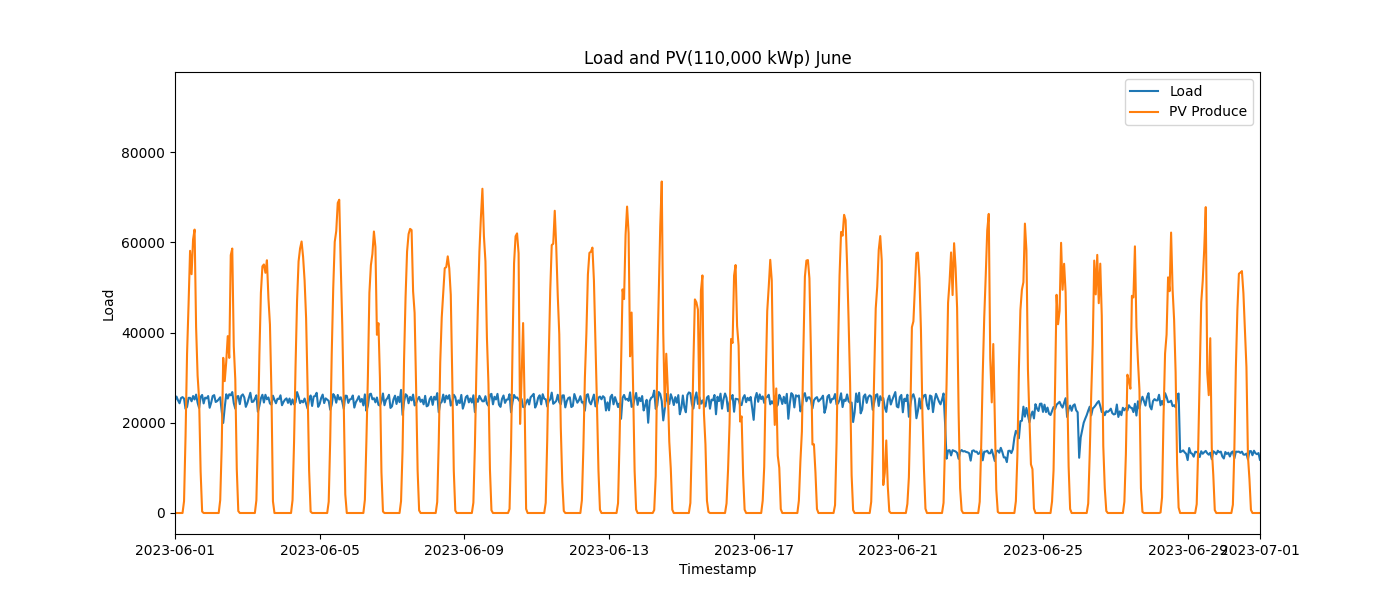 Load and PV(110,000 kWp) June
Load
PV Produce
80000
60000
40000
20000
0
Load
2023-06-01
2023-06-05
2023-06-09
2023-06-13
2023-06-17
2023-06-21
2023-06-25
2023-06-29
2023-07-01
Timestamp